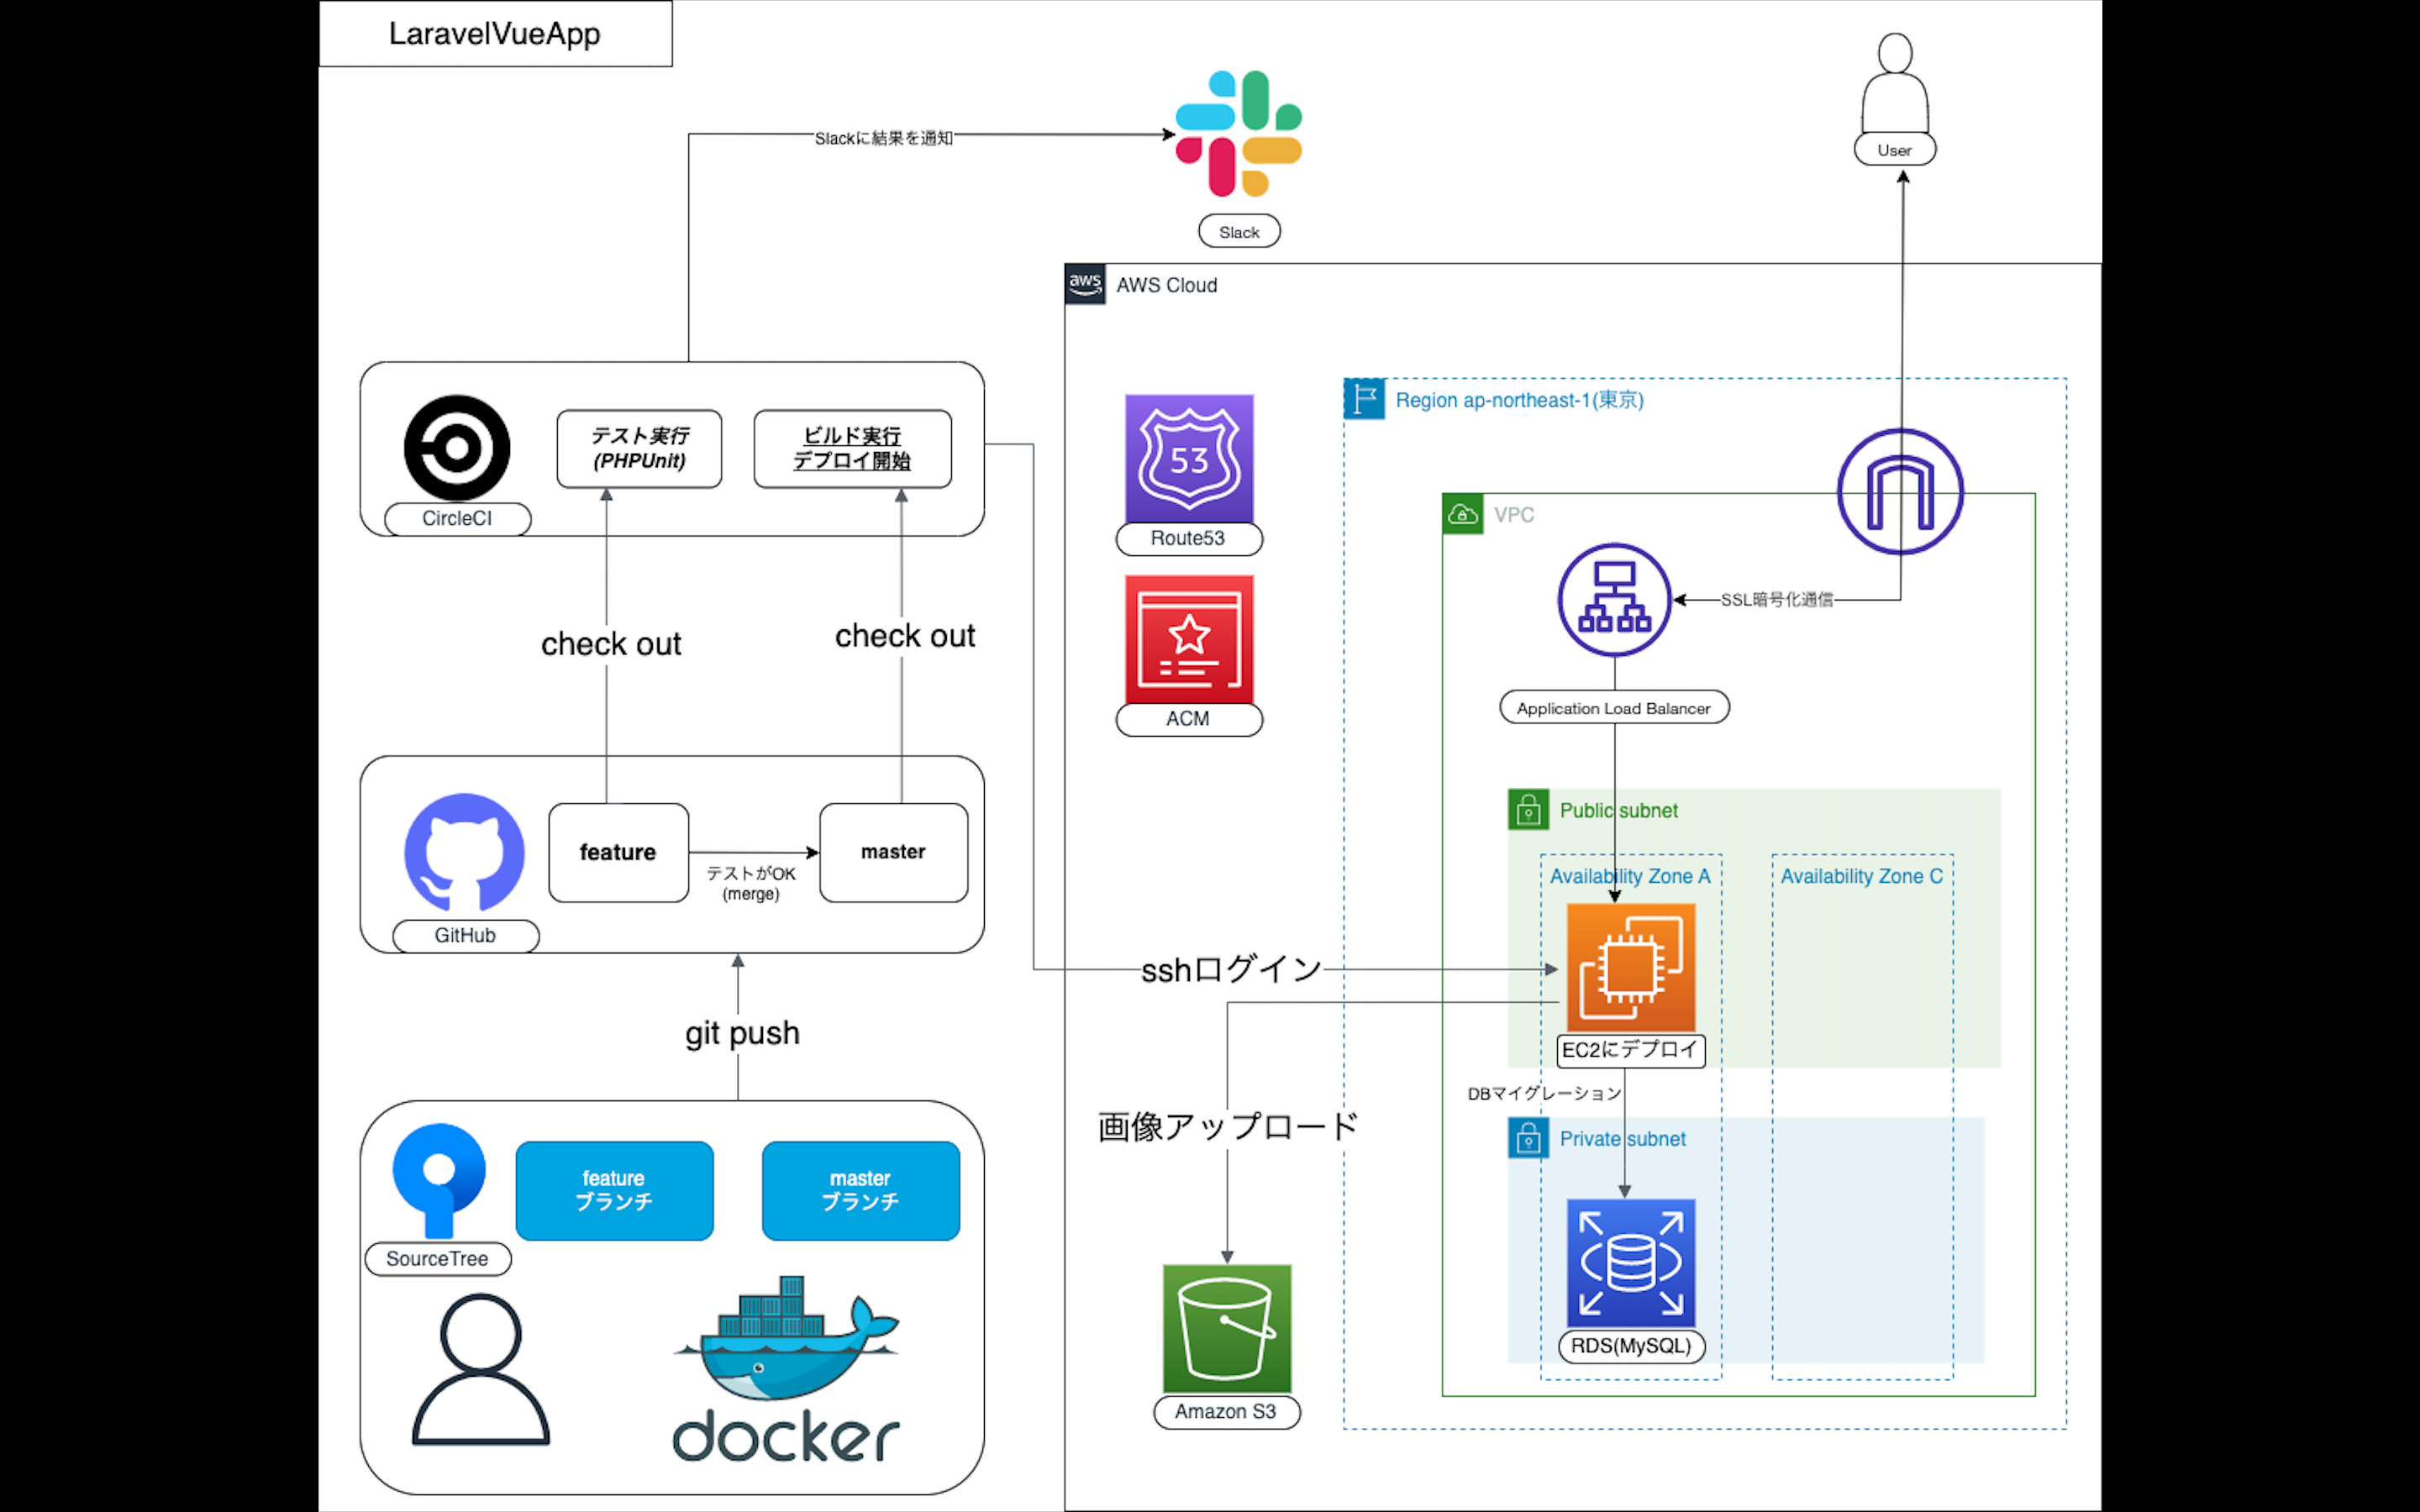 LaravelVueApp
Slackに結果を通知
Slack
User
aws
AWS Cloud
テスト実行
(PHPUnit)
ビルド実行
デプロイ開始
CircleCI
check out
check out
feature
テストがOK
(merge)
master
GitHub
git push
feature
ブランチ
master
ブランチ
SourceTree
docker
53
Route53
ACM
Region ap-northeast-1(東京)
VPC
SSL暗号化通信
Application Load Balancer
Public subnet
Availability Zone A
Availability Zone C
sshログイン
EC2にデプロイ
DBマイグレーション
画像アップロード
Private subnet
RDS(MySQL)
Amazon S3